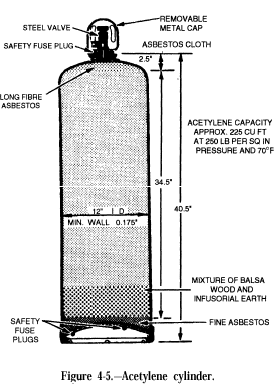 STEEL VALVE
REMOVABLE
METAL CAP
SAFETY FUSE PLUG
ASBESTOS CLOTH
2.5"
LONG FIBRE
ASBESTOS
ACETYLENE CAPACITY
APPROX. 225 CU FT
AT 250 LB PER SQ IN
PRESSURE AND 70°F
34.5"
40.5"
12" I D
MIN. WALL 0.175"
MIXTURE OF BALSA
WOOD AND
INFUSORIAL EARTH
SAFETY
FUSE
PLUGS
FINE ASBESTOS
Figure 4-5.—Acetylene cylinder.